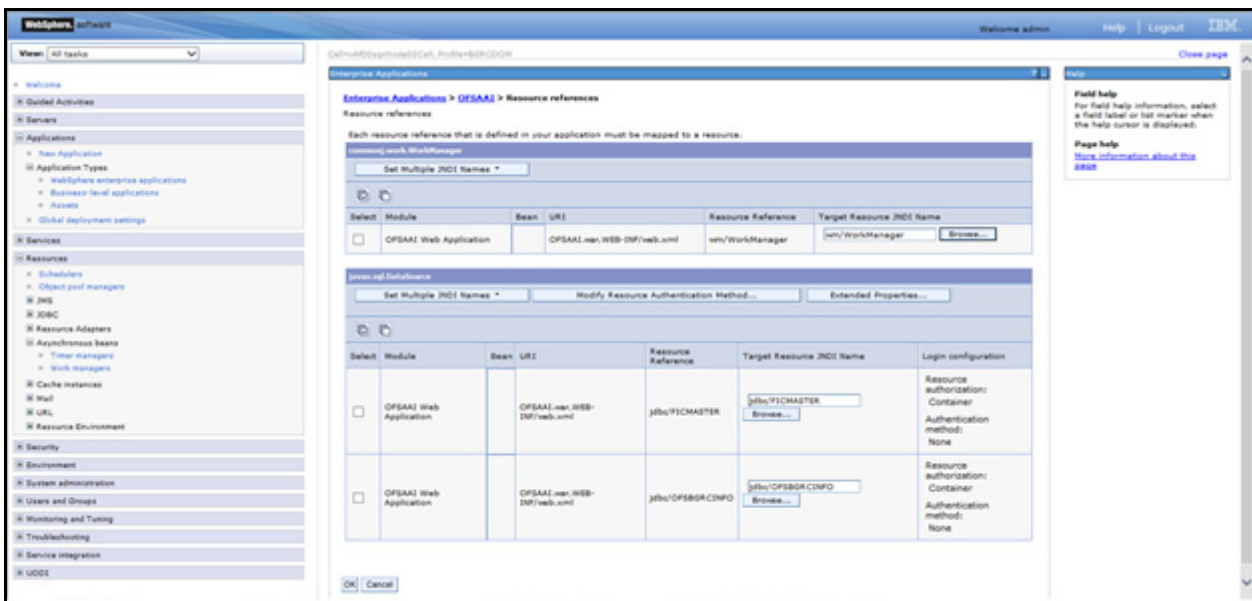 WebSphere. software
Welcome admin
Help | Logout
IBM.
View: All tasks
Welcome
Guided Activities
Servers
Applications
New Application
Application Types
WebSphere enterprise applications
Business-level applications
Assets
Global deployment settings
Services
Resources
Schedulers
Object pool managers
JMS
JDBC
Resource Adapters
Asynchronous beans
Timer managers
Work managers
Cache instances
Mail
URL
Resource Environment
Security
Environment
System administration
Users and Groups
Monitoring and Tuning
Troubleshooting
Service integration
UDDI
Close page
Enterprise Applications
Enterprise Applications > OFSAAI > Resource references
Resource references
Each resource reference that is defined in your application must be mapped to a resource.
commonj.work.WorkManager
Set Multiple JNDI Names
Select Module Bean URI Resource Reference Target Resource JNDI Name
OFSAAI Web Application OFSAAI.war,WEB-INF/web.xml wm/WorkManager wm/WorkManager Browse...
javax.sql.DataSource
Set Multiple JNDI Names Modify Resource Authentication Method... Extended Properties...
Select Module Bean URI Resource Reference Target Resource JNDI Name Login configuration
OFSAAI Web Application OFSAAI.war,WEB-INF/web.xml jdbc/FICMASTER jdbc/FICMASTER Browse... Resource authorization: Container Authentication method: None
OFSAAI Web Application OFSAAI.war,WEB-INF/web.xml jdbc/OFSBGRCINFO jdbc/OFSBGRCINFO Browse... Resource authorization: Container Authentication method: None
OK Cancel
Help
Field help
For field help information, select
a field label or list marker when
the help cursor is displayed.
Page help
More information about this
page